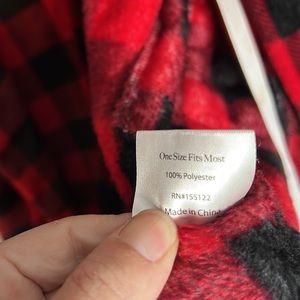 One Size Fits Most
100% Polyester
RN#155122
Made in China